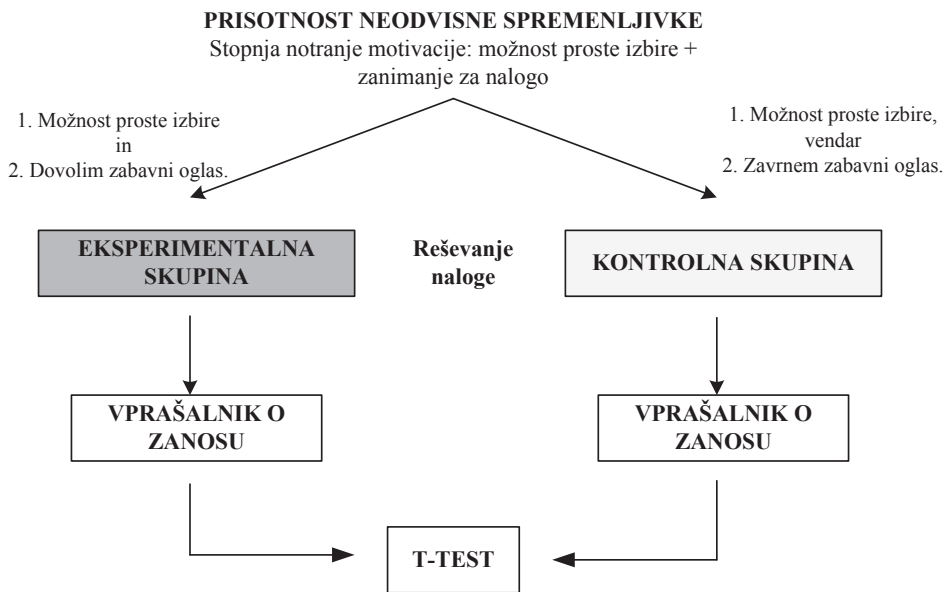 PRISOTNOST NEODVISNE SPREMENLJIVKE
Stopnja notranje motivacije: možnost proste izbire +
zanimanje za nalogo
1. Možnost proste izbire
in
2. Dovolim zabavni oglas.
1. Možnost proste izbire,
vendar
2. Zavrnem zabavni oglas.
EKSPERIMENTALNA
SKUPINA
Reševanje
naloge
KONTROLNA SKUPINA
VPRAŠALNIK O
ZANOSU
VPRAŠALNIK O
ZANOSU
T-TEST